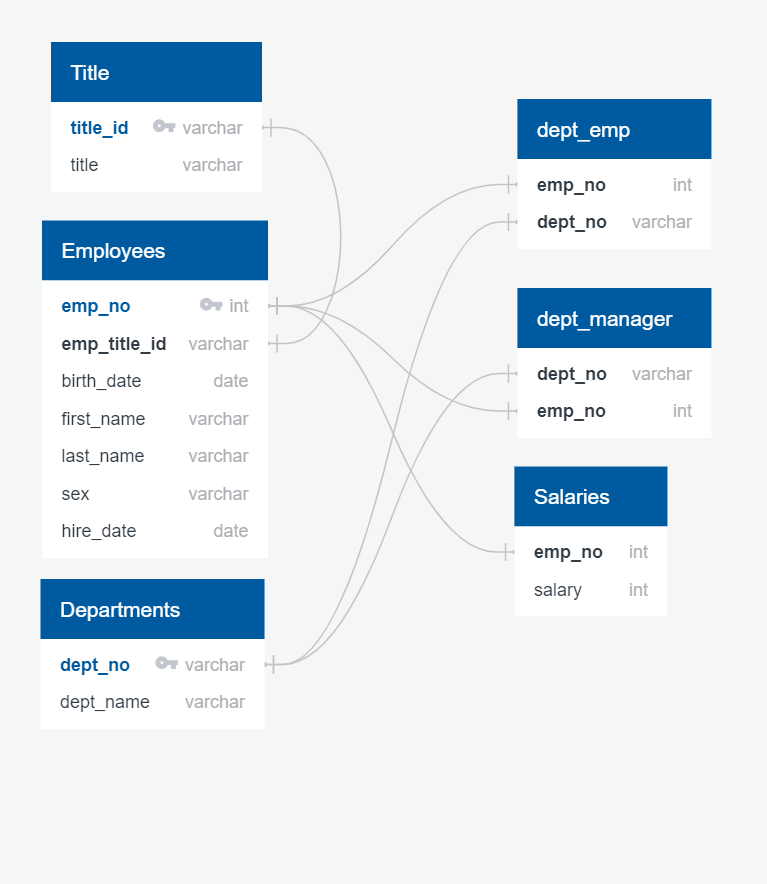 Title
title_id varchar
title varchar
Employees
emp_no int
emp_title_id varchar
birth_date date
first_name varchar
last_name varchar
sex varchar
hire_date date
Departments
dept_no varchar
dept_name varchar
dept_emp
emp_no int
dept_no varchar
dept_manager
dept_no varchar
emp_no int
Salaries
emp_no int
salary int